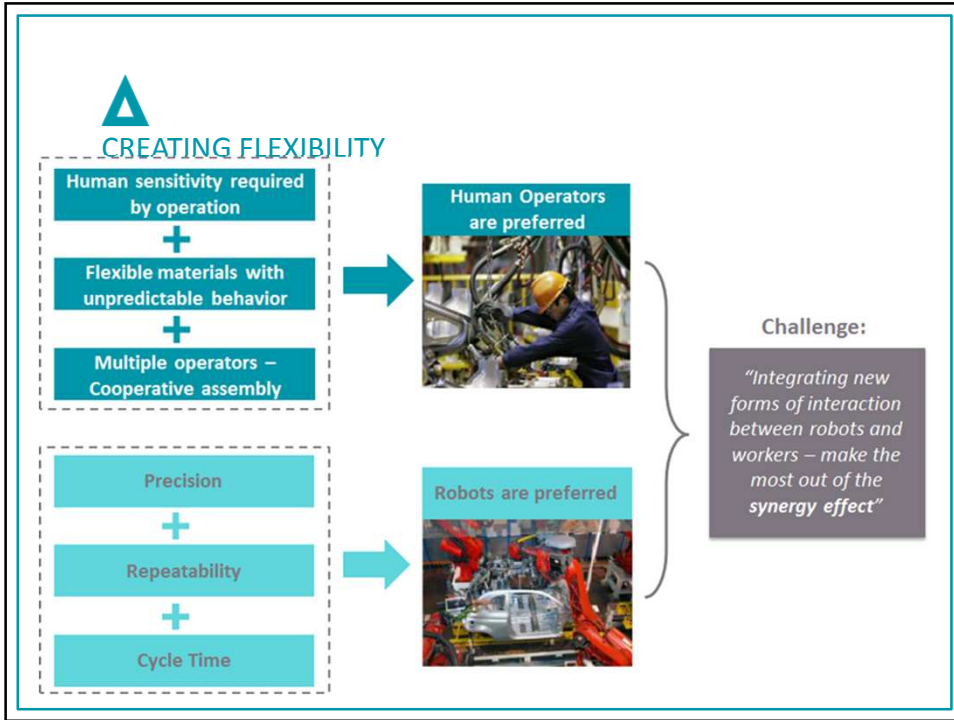 CREATING FLEXIBILITY
Human sensitivity required
by operation
+
Flexible materials with
unpredictable behavior
+
Multiple operators –
Cooperative assembly
Human Operators
are preferred
Precision
+
Repeatability
+
Cycle Time
Robots are preferred
Challenge:
“Integrating new
forms of interaction
between robots and
workers – make the
most out of the
synergy effect”